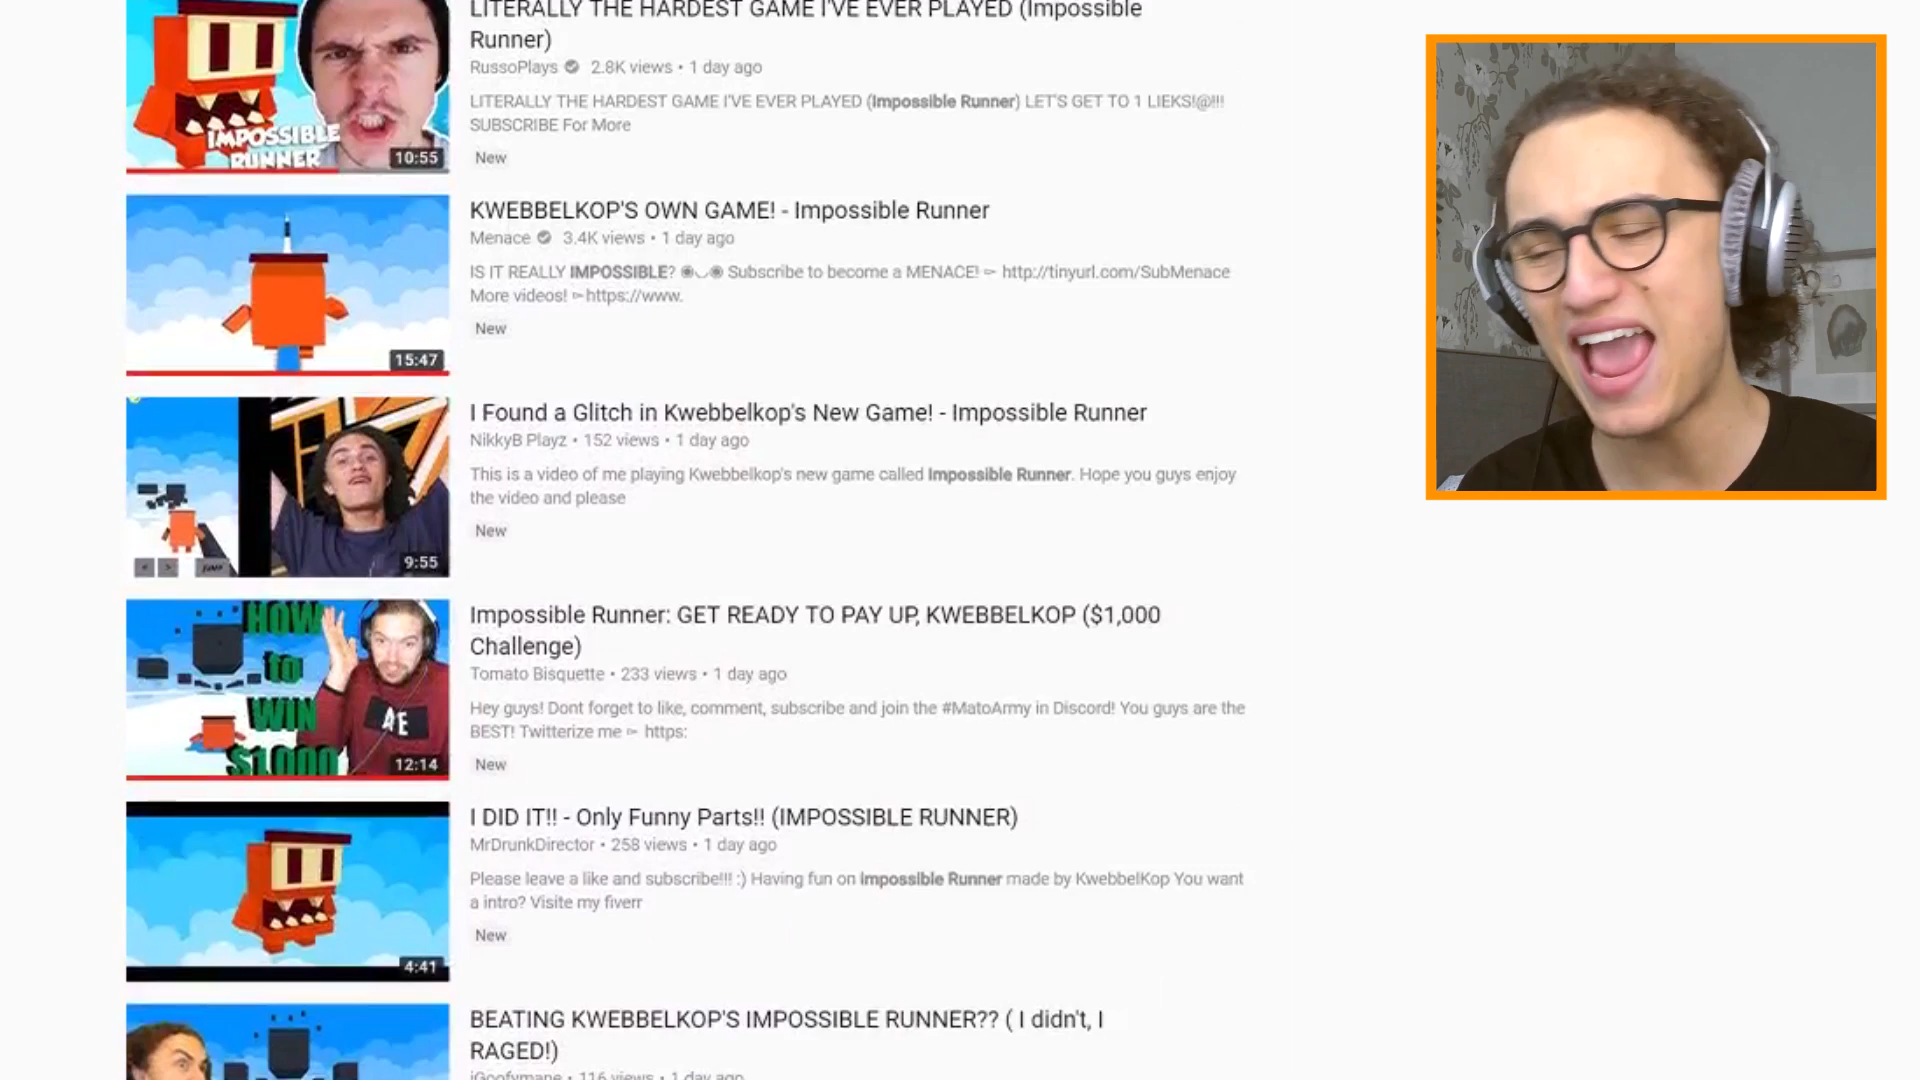 LITERALLY THE HARDEST GAME I'VE EVER PLAYED (Impossible
Runner)
RussoPlays 2.8K views • 1 day ago
LITERALLY THE HARDEST GAME I'VE EVER PLAYED (Impossible Runner) LET'S GET TO 1 LIEKS!@!!!
SUBSCRIBE For More
New
IMPOSSIBLE
RUNNER
10:55
KWEBBELKOP'S OWN GAME! - Impossible Runner
Menace 3.4K views • 1 day ago
IS IT REALLY IMPOSSIBLE? ◉◡◉ Subscribe to become a MENACE! ➣ http://tinyurl.com/SubMenace
More videos! ➣https://www.
New
15:47
I Found a Glitch in Kwebbelkop's New Game! - Impossible Runner
NikkyB Playz • 152 views • 1 day ago
This is a video of me playing Kwebbelkop's new game called Impossible Runner. Hope you guys enjoy
the video and please
New
< > JUMP
9:55
Impossible Runner: GET READY TO PAY UP, KWEBBELKOP ($1,000
Challenge)
Tomato Bisquette • 233 views • 1 day ago
Hey guys! Dont forget to like, comment, subscribe and join the #MatoArmy in Discord! You guys are the
BEST! Twitterize me ➣ https:
New
HOW
to
WIN
$1,000
12:14
I DID IT!! - Only Funny Parts!! (IMPOSSIBLE RUNNER)
MrDrunkDirector • 258 views • 1 day ago
Please leave a like and subscribe!!! :) Having fun on impossible Runner made by KwebbelKop You want
a intro? Visite my fiverr
New
4:41
BEATING KWEBBELKOP'S IMPOSSIBLE RUNNER?? ( I didn't, I
RAGED!)
iGoofymane • 116 views • 1 day ago